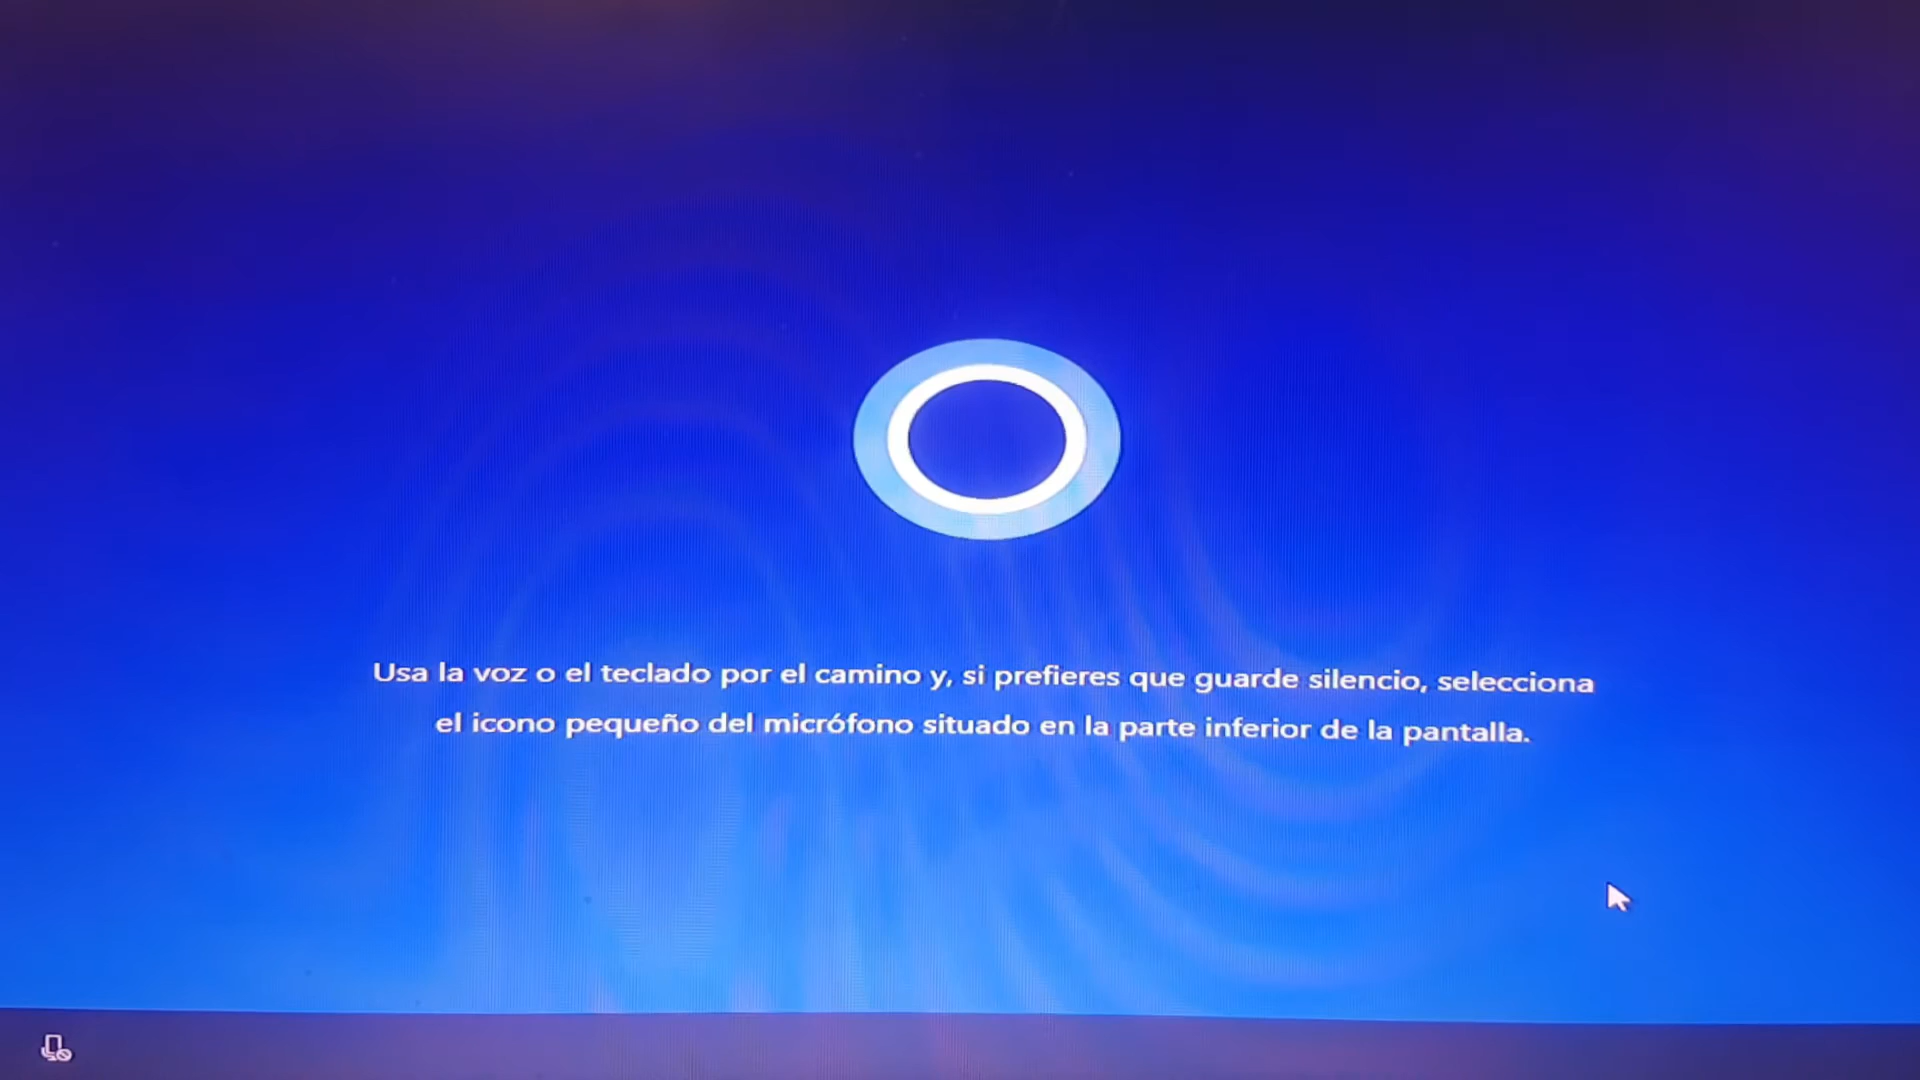 Usa la voz o el teclado por el camino y, si prefieres que guarde silencio, selecciona
el icono pequeño del micrófono situado en la parte inferior de la pantalla.